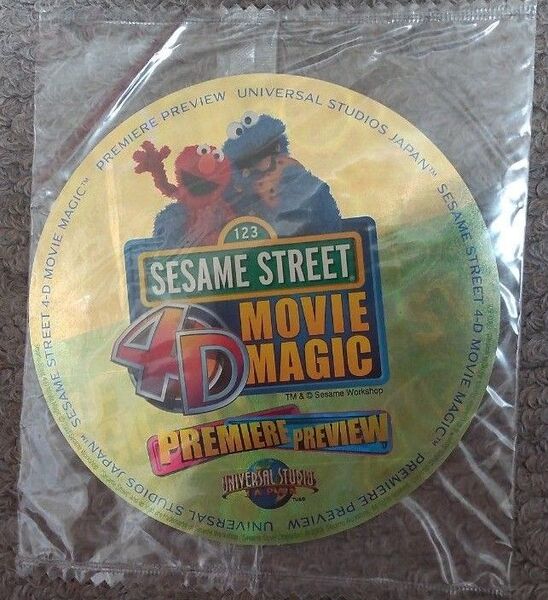 PREMIERE PREVIEW UNIVERSAL STUDIOS JAPAN™ SESAME STREET 4-D MOVIE MAGIC™
PREMIERE PREVIEW UNIVERSAL STUDIOS JAPAN™ SESAME STREET 4-D MOVIE MAGIC™
123
SESAME STREET
4D
MOVIE
MAGIC
TM & © Sesame Workshop
PREMIERE PREVIEW
UNIVERSAL STUDIOS
JAPAN